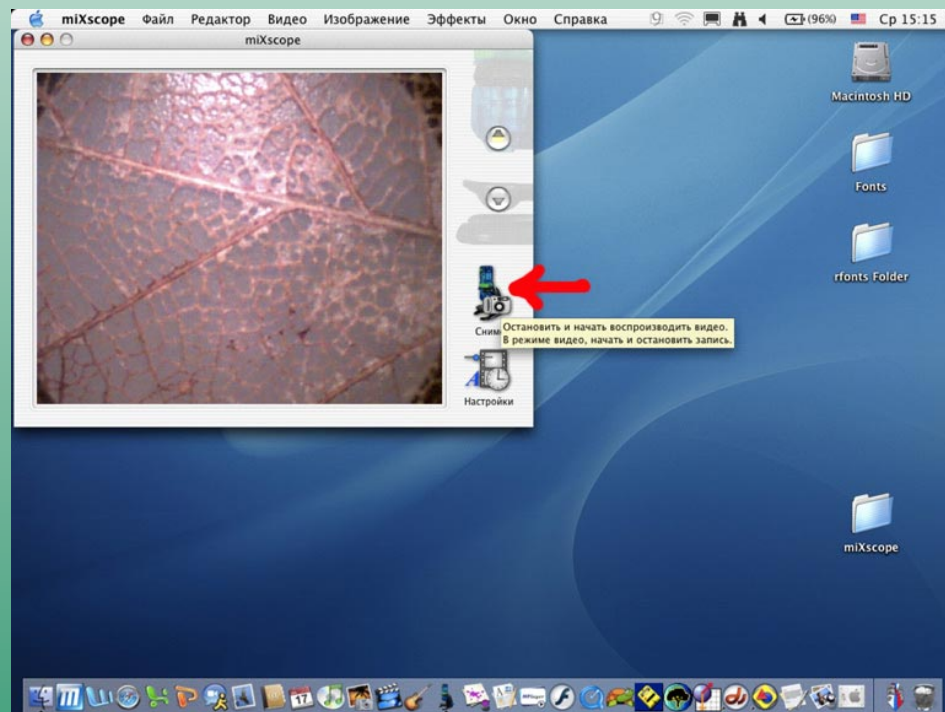 miXscope Файл Редактор Видео Изображение Эффекты Окно Справка (96%) Ср 15:15
miXscope
Macintosh HD
Fonts
rfonts Folder
Остановить и начать воспроизводить видео.
В режиме видео, начать и остановить запись.
Настройки
miXscope
17